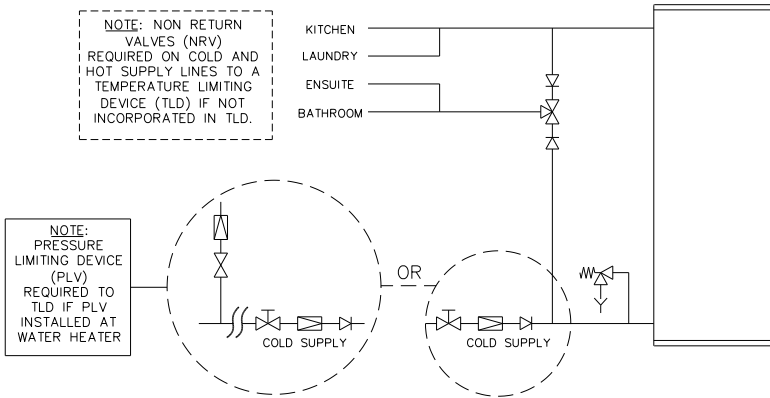 NOTE: NON RETURN
VALVES (NRV)
REQUIRED ON COLD AND
HOT SUPPLY LINES TO A
TEMPERATURE LIMITING
DEVICE (TLD) IF NOT
INCORPORATED IN TLD.
KITCHEN
LAUNDRY
ENSUITE
BATHROOM
NOTE:
PRESSURE
LIMITING DEVICE
(PLV)
REQUIRED TO
TLD IF PLV
INSTALLED AT
WATER HEATER
OR
COLD SUPPLY
COLD SUPPLY